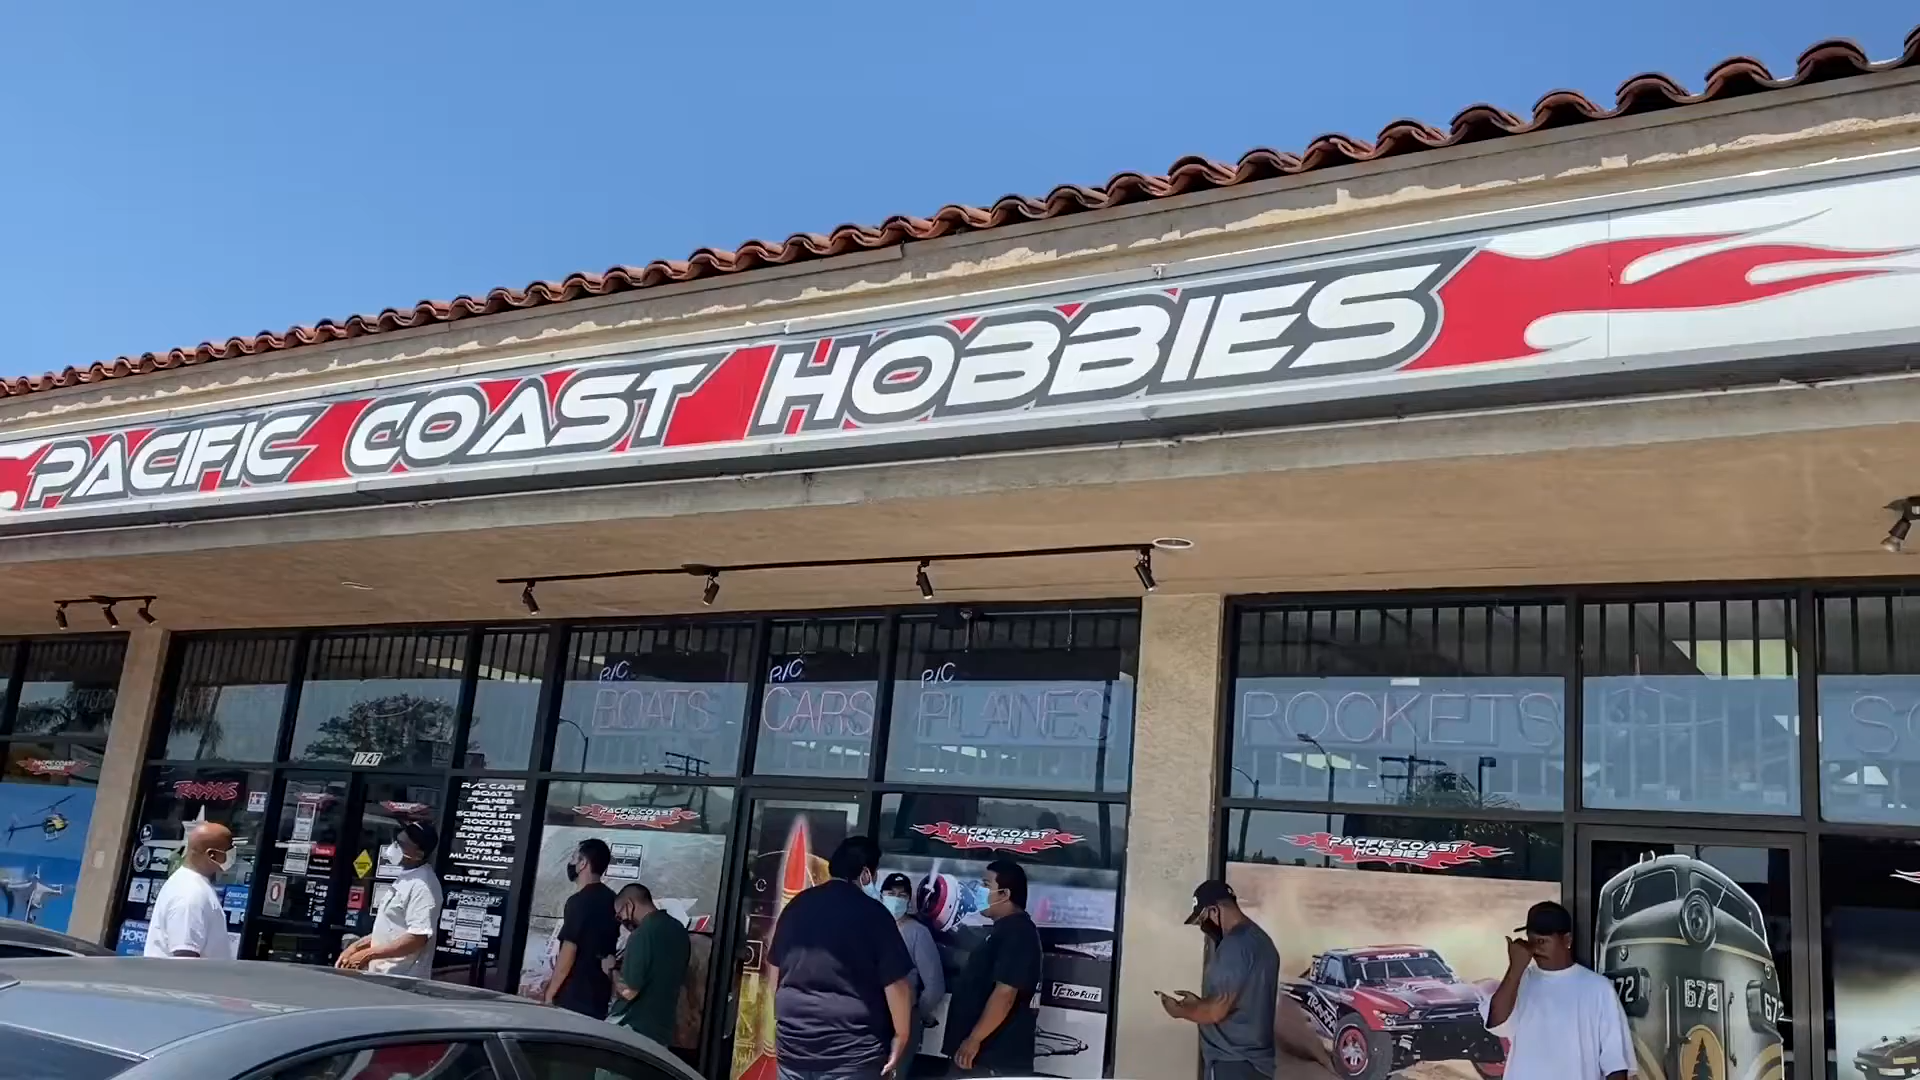 PACIFIC COAST HOBBIES
R/C
BOATS
R/C
CARS
R/C
PLANES
ROCKETS
1747
PACIFIC COAST
HOBBIES
TRAXXAS
R/C CARS
BOATS
PLANES
HELI'S
SCIENCE KITS
ROCKETS
PINECARS
SLOT CARS
TRAINS
TOYS &
MUCH MORE
GIFT
CERTIFICATES
PACIFIC COAST
HOBBIES
PACIFIC COAST
HOBBIES
PACIFIC COAST
HOBBIES
TOP FLITE
TRAXXAS
672